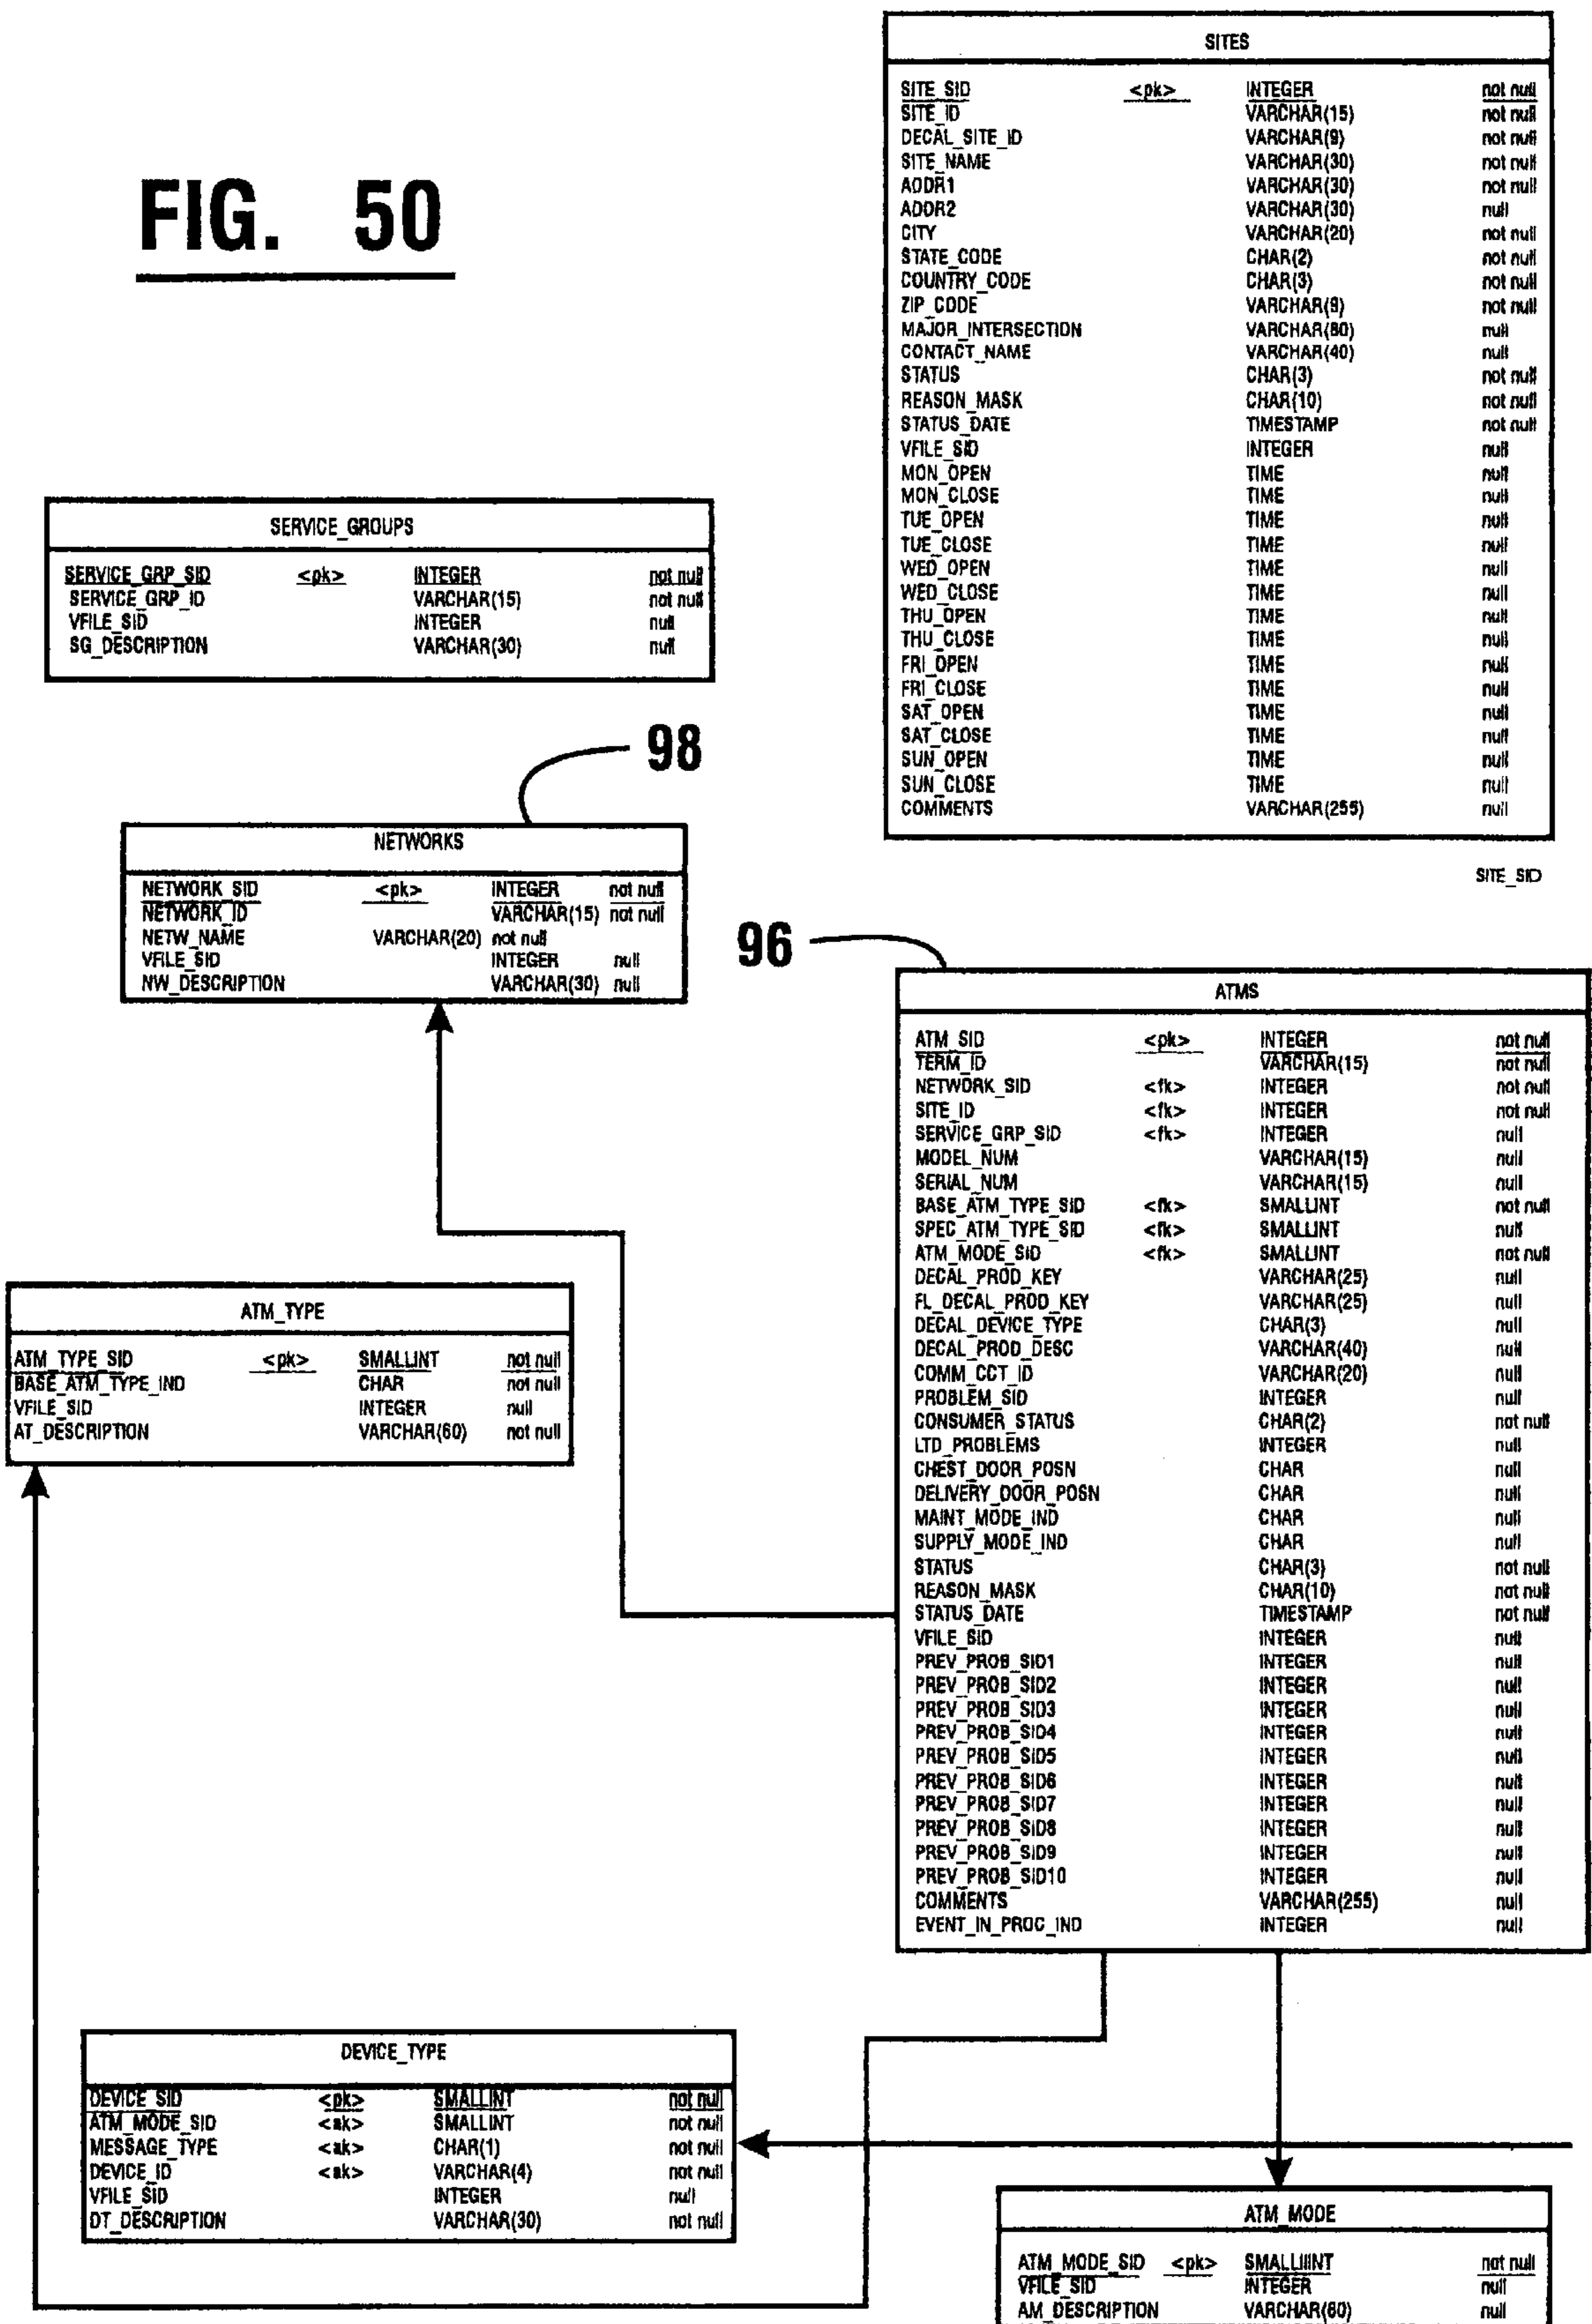 FIG. 50
SITES
SITE_SID <pk> INTEGER not null
SITE_ID VARCHAR(15) not null
DECAL_SITE_ID VARCHAR(9) not null
SITE_NAME VARCHAR(30) not null
ADDR1 VARCHAR(30) not null
ADDR2 VARCHAR(30) null
CITY VARCHAR(20) not null
STATE_CODE CHAR(2) not null
COUNTRY_CODE CHAR(3) not null
ZIP_CODE VARCHAR(9) not null
MAJOR_INTERSECTION VARCHAR(80) null
CONTACT_NAME VARCHAR(40) null
STATUS CHAR(3) not null
REASON_MASK CHAR(10) not null
STATUS_DATE TIMESTAMP not null
VFILE_SID INTEGER null
MON_OPEN TIME null
MON_CLOSE TIME null
TUE_OPEN TIME null
TUE_CLOSE TIME null
WED_OPEN TIME null
WED_CLOSE TIME null
THU_OPEN TIME null
THU_CLOSE TIME null
FRI_OPEN TIME null
FRI_CLOSE TIME null
SAT_OPEN TIME null
SAT_CLOSE TIME null
SUN_OPEN TIME null
SUN_CLOSE TIME null
COMMENTS VARCHAR(255) null
SITE_SID
SERVICE_GROUPS
SERVICE_GRP_SID <pk> INTEGER not null
SERVICE_GRP_ID VARCHAR(15) not null
VFILE_SID INTEGER null
SG_DESCRIPTION VARCHAR(30) null
98
NETWORKS
NETWORK_SID <pk> INTEGER not null
NETWORK_ID VARCHAR(15) not null
NETW_NAME VARCHAR(20) not null
VFILE_SID INTEGER null
NW_DESCRIPTION VARCHAR(30) null
96
ATMS
ATM_SID <pk> INTEGER not null
TERM_ID VARCHAR(15) not null
NETWORK_SID <fk> INTEGER not null
SITE_ID <fk> INTEGER not null
SERVICE_GRP_SID <fk> INTEGER null
MODEL_NUM VARCHAR(15) null
SERIAL_NUM VARCHAR(15) null
BASE_ATM_TYPE_SID <fk> SMALLINT not null
SPEC_ATM_TYPE_SID <fk> SMALLINT null
ATM_MODE_SID <fk> SMALLINT not null
DECAL_PROD_KEY VARCHAR(25) null
FL_DECAL_PROD_KEY VARCHAR(25) null
DECAL_DEVICE_TYPE CHAR(3) null
DECAL_PROD_DESC VARCHAR(40) null
COMM_CCT_ID VARCHAR(20) null
PROBLEM_SID INTEGER null
CONSUMER_STATUS CHAR(2) not null
LTD_PROBLEMS INTEGER null
CHEST_DOOR_POSN CHAR null
DELIVERY_DOOR_POSN CHAR null
MAINT_MODE_IND CHAR null
SUPPLY_MODE_IND CHAR null
STATUS CHAR(3) not null
REASON_MASK CHAR(10) not null
STATUS_DATE TIMESTAMP not null
VFILE_SID INTEGER null
PREV_PROB_SID1 INTEGER null
PREV_PROB_SID2 INTEGER null
PREV_PROB_SID3 INTEGER null
PREV_PROB_SID4 INTEGER null
PREV_PROB_SID5 INTEGER null
PREV_PROB_SID6 INTEGER null
PREV_PROB_SID7 INTEGER null
PREV_PROB_SID8 INTEGER null
PREV_PROB_SID9 INTEGER null
PREV_PROB_SID10 INTEGER null
COMMENTS VARCHAR(255) null
EVENT_IN_PROC_IND INTEGER null
ATM_TYPE
ATM_TYPE_SID <pk> SMALLINT not null
BASE_ATM_TYPE_IND CHAR not null
VFILE_SID INTEGER null
AT_DESCRIPTION VARCHAR(60) not null
DEVICE_TYPE
DEVICE_SID <pk> SMALLINT not null
ATM_MODE_SID <ak> SMALLINT not null
MESSAGE_TYPE <ak> CHAR(1) not null
DEVICE_ID <ak> VARCHAR(4) not null
VFILE_SID INTEGER null
DT_DESCRIPTION VARCHAR(30) not null
ATM_MODE
ATM_MODE_SID <pk> SMALLIIINT not null
VFILE_SID INTEGER null
AM_DESCRIPTION VARCHAR(60) null